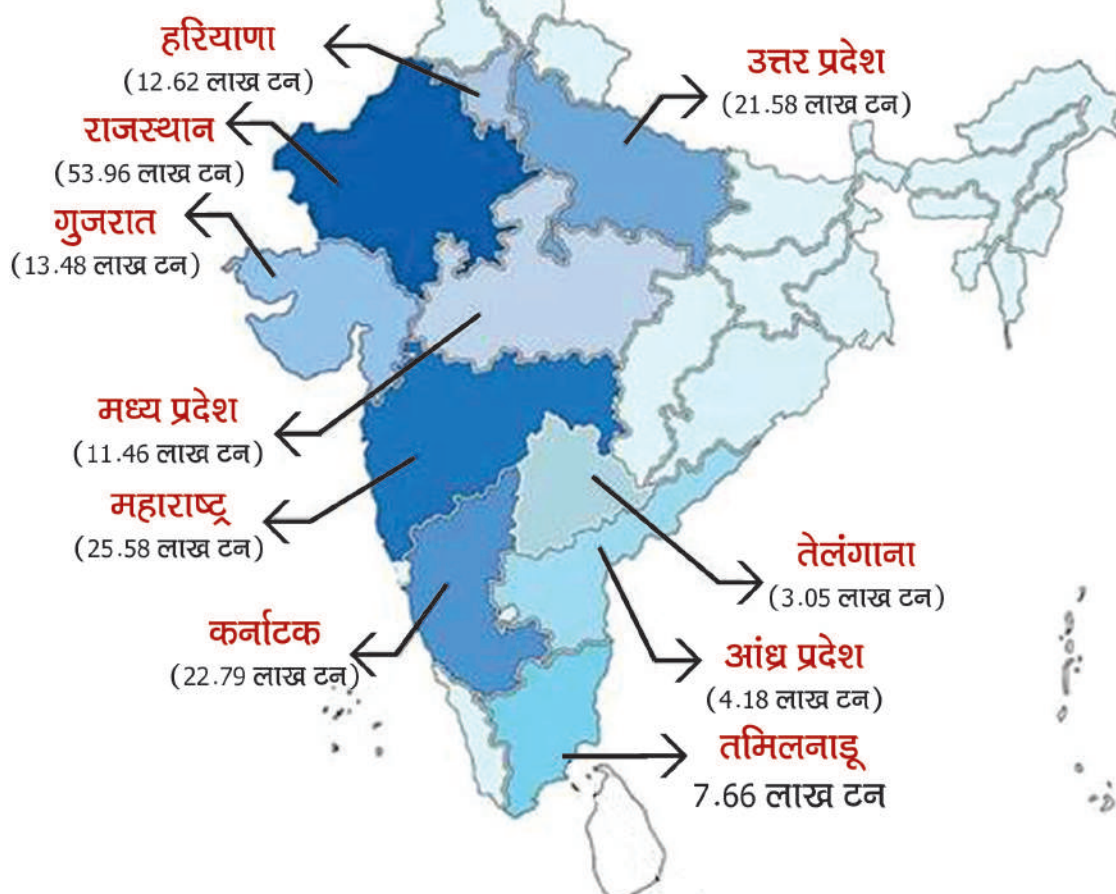 हरियाणा
(12.62 लाख टन)
उत्तर प्रदेश
(21.58 लाख टन)
राजस्थान
(53.96 लाख टन)
गुजरात
(13.48 लाख टन)
मध्य प्रदेश
(11.46 लाख टन)
महाराष्ट्र
(25.58 लाख टन)
तेलंगाना
(3.05 लाख टन)
कर्नाटक
(22.79 लाख टन)
आंध्र प्रदेश
(4.18 लाख टन)
तमिलनाडू
7.66 लाख टन